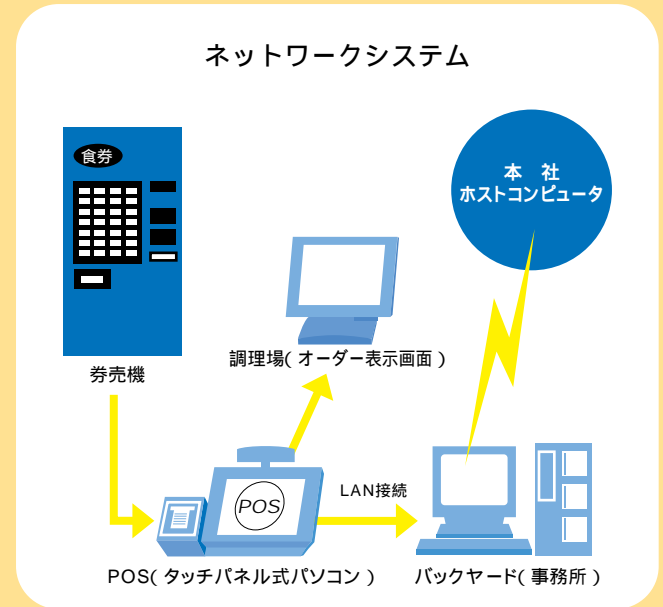 ネットワークシステム
食券
本 社
ホストコンピュータ
調理場(オーダー表示画面)
券売機
LAN接続
POS
POS(タッチパネル式パソコン)
バックヤード(事務所)